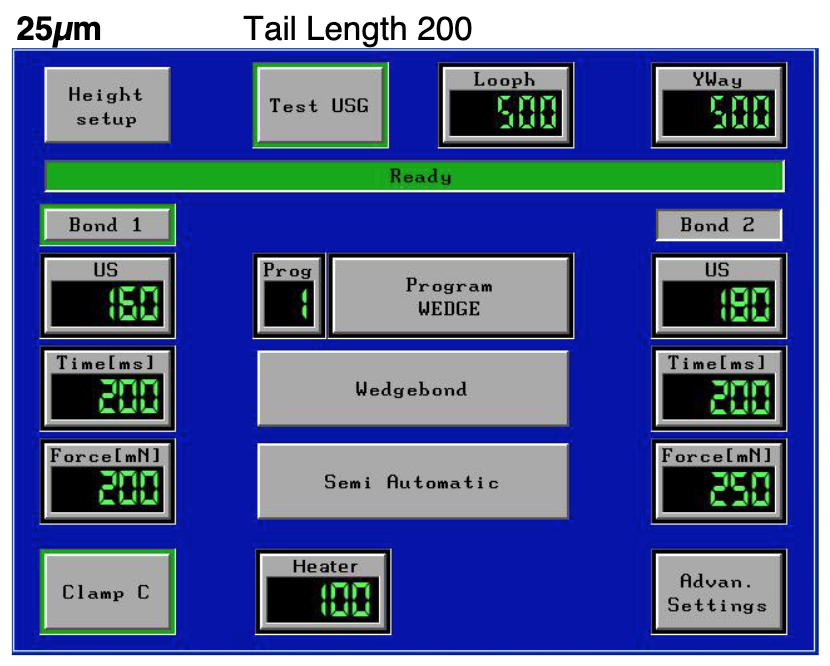 25µm Tail Length 200
Height setup
Test USG
Looph
500
YWay
500
Ready
Bond 1
Bond 2
US
160
Prog
1
Program
WEDGE
US
180
Time[ms]
200
Wedgebond
Time[ms]
200
Force[mN]
200
Semi Automatic
Force[mN]
250
Clamp C
Heater
100
Advan.
Settings